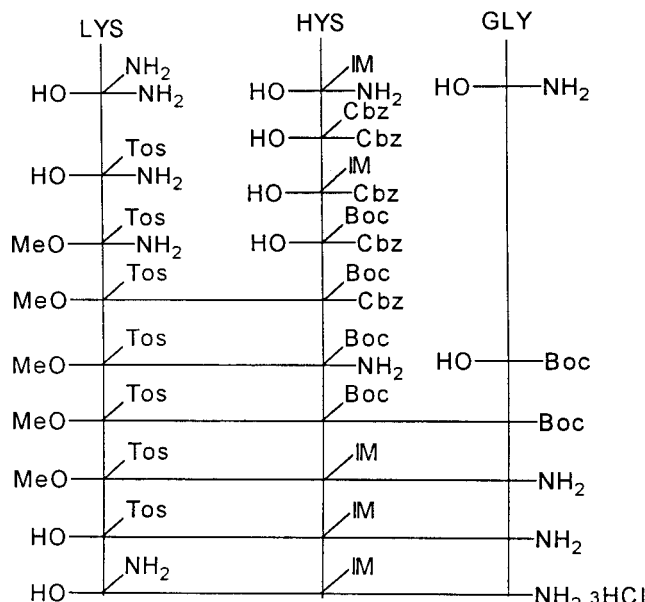 LYS HYS GLY
NH2 IM
HO NH2 HO NH2 HO NH2
Cbz
HO Cbz
Tos IM
HO NH2 HO Cbz
Tos Boc
MeO NH2 HO Cbz
Tos Boc
MeO Cbz
Tos Boc HO Boc
MeO NH2
Tos Boc
MeO Boc
Tos IM
MeO NH2
Tos IM
HO NH2
NH2 IM
HO NH2 3HCl